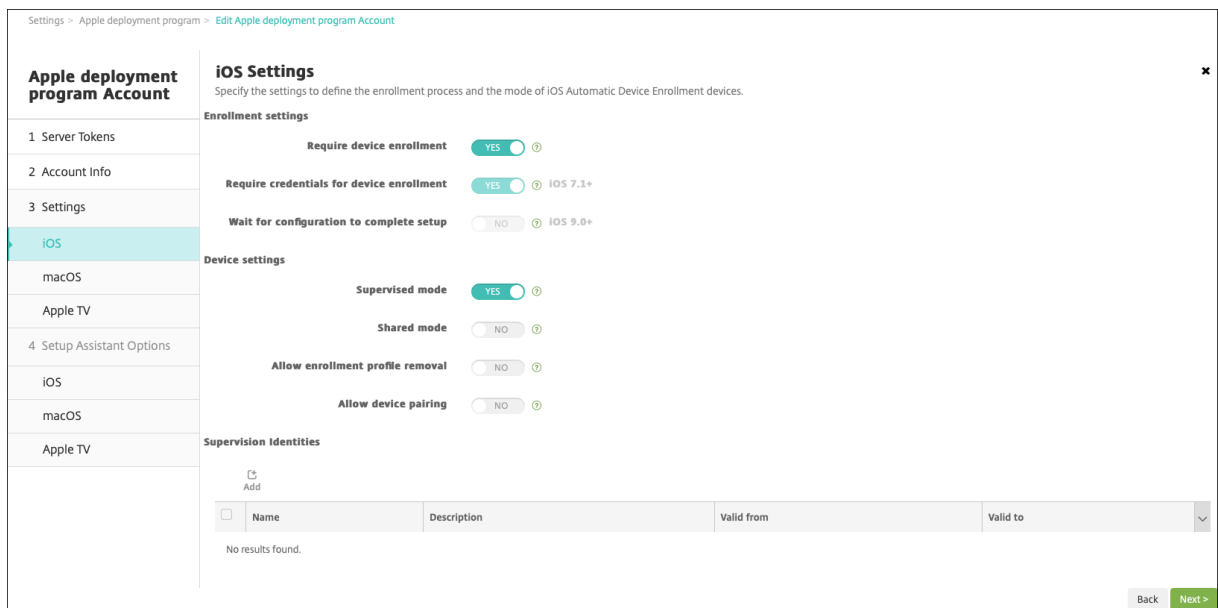 Settings > Apple deployment program > Edit Apple deployment program Account
Apple deployment
program Account
1 Server Tokens
2 Account Info
3 Settings
iOS
macOS
Apple TV
4 Setup Assistant Options
iOS
macOS
Apple TV
iOS Settings
Specify the settings to define the enrollment process and the mode of iOS Automatic Device Enrollment devices.
Enrollment settings
Require device enrollment YES
Require credentials for device enrollment YES iOS 7.1+
Wait for configuration to complete setup NO iOS 9.0+
Device settings
Supervised mode YES
Shared mode NO
Allow enrollment profile removal NO
Allow device pairing NO
Supervision Identities
Add
Name Description Valid from Valid to
No results found.
Back Next >